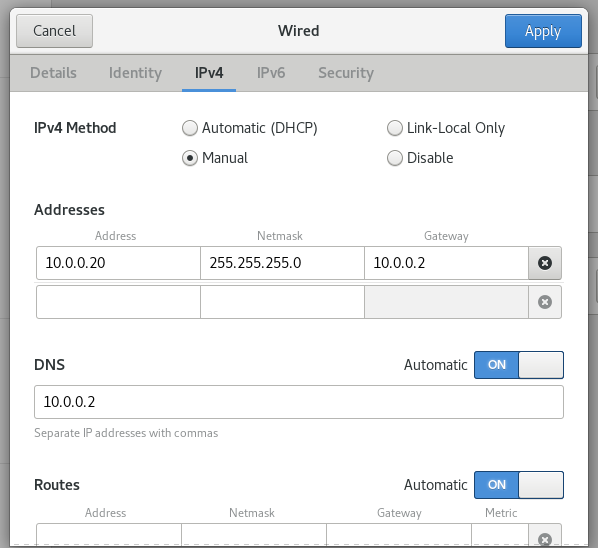 Cancel Wired Apply
Details Identity IPv4 IPv6 Security
IPv4 Method Automatic (DHCP) Link-Local Only
Manual Disable
Addresses
Address Netmask Gateway
10.0.0.20 255.255.255.0 10.0.0.2
DNS Automatic ON
10.0.0.2
Separate IP addresses with commas
Routes Automatic ON
Address Netmask Gateway Metric